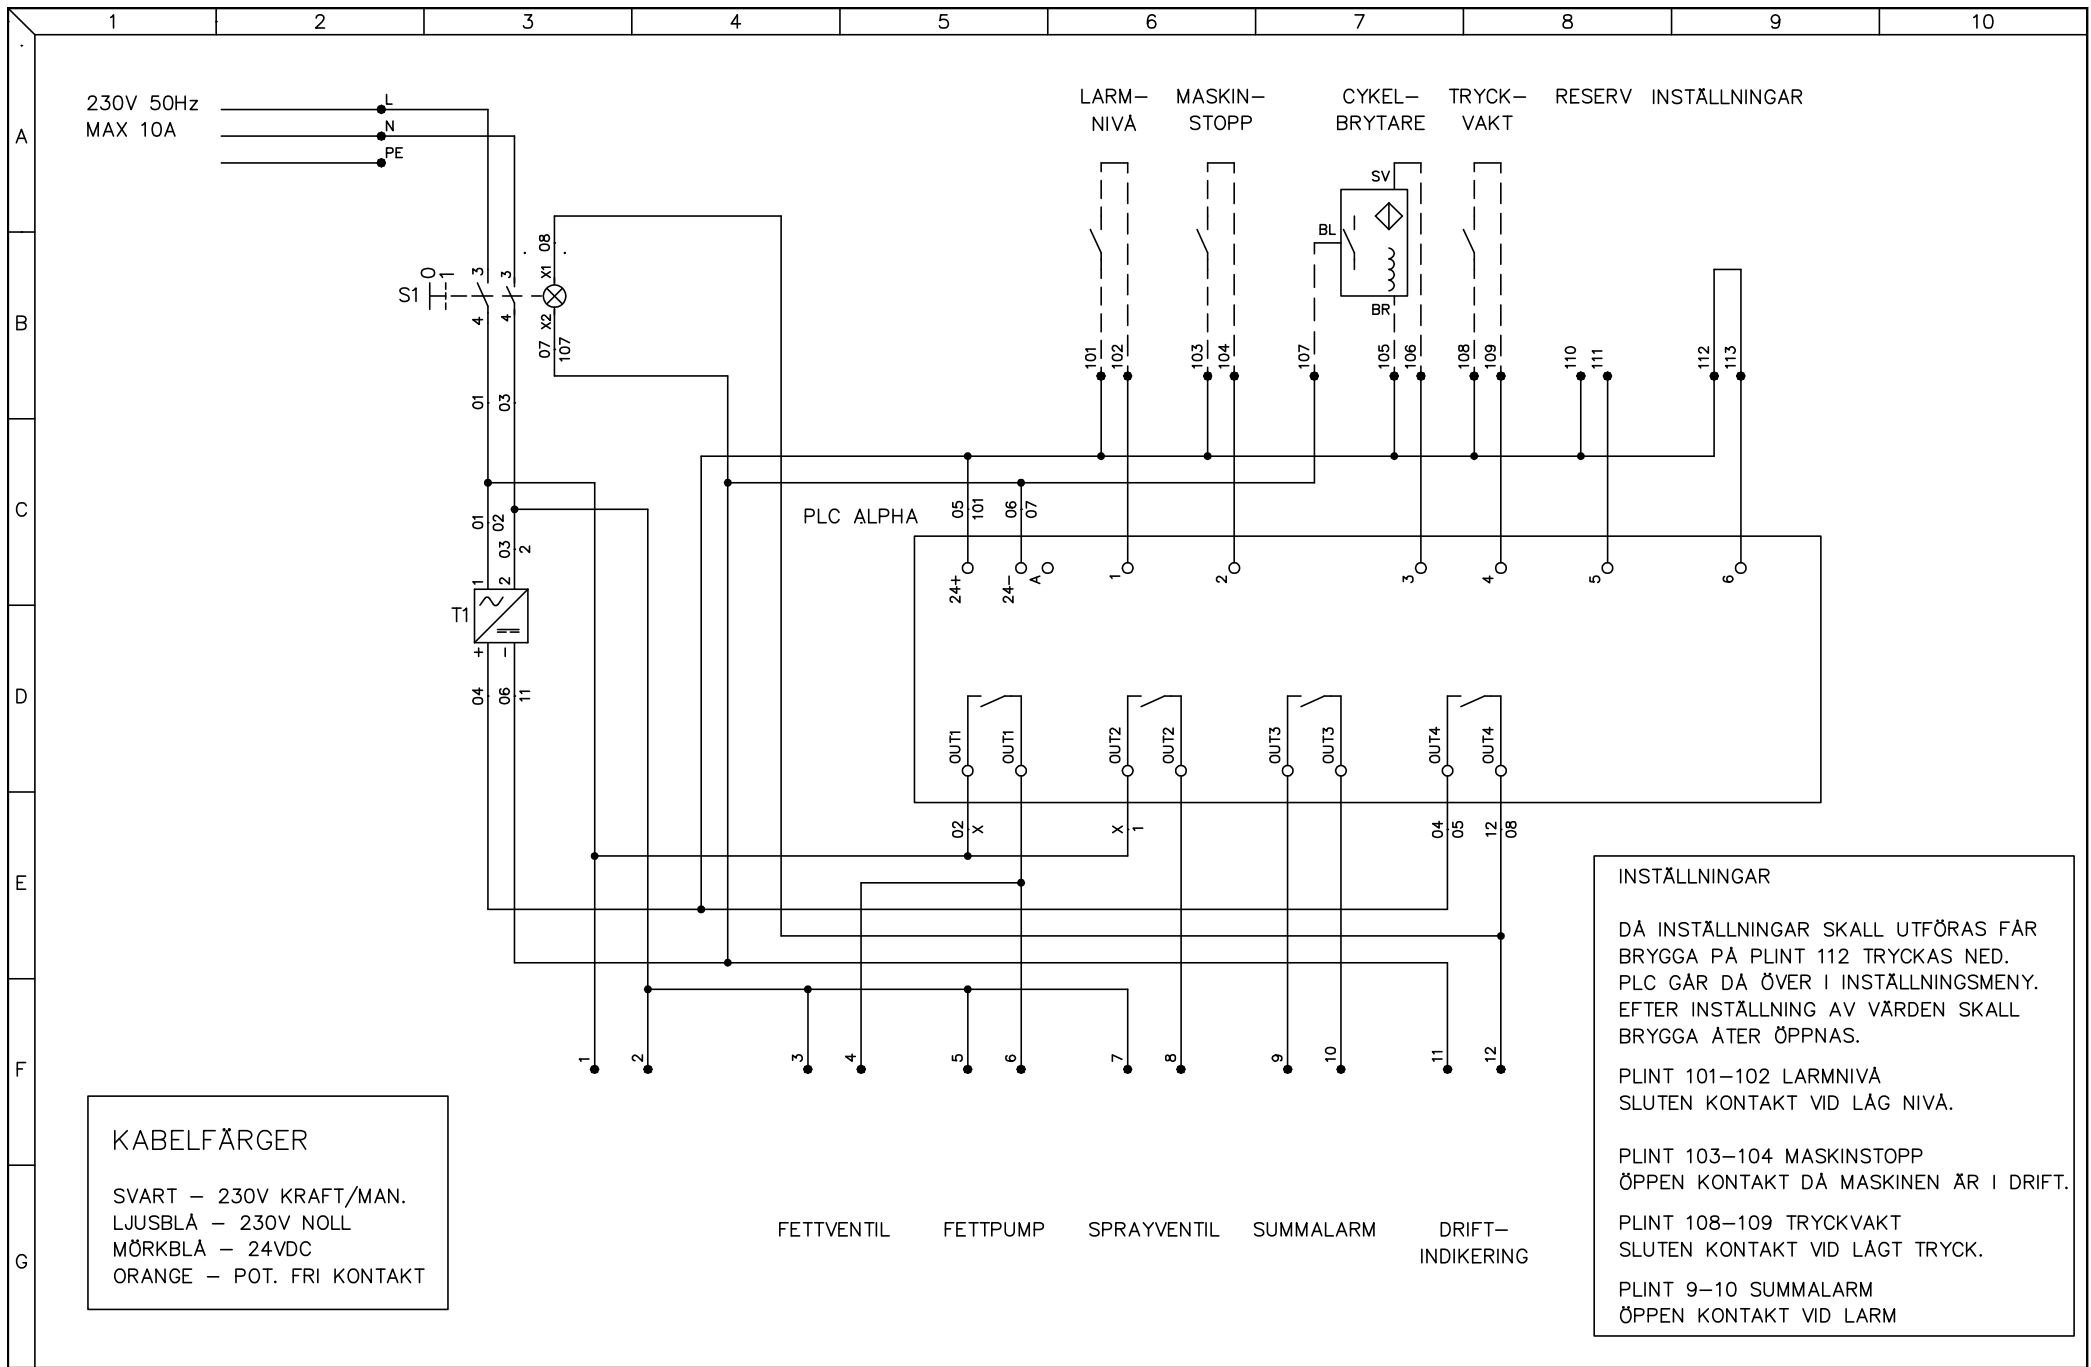 1 2 3 4 5 6 7 8 9 10
A
B
C
D
E
F
G
230V 50Hz
MAX 10A
L
N
PE
LARM–
NIVÅ
MASKIN–
STOPP
CYKEL–
BRYTARE
TRYCK–
VAKT
RESERV
INSTÄLLNINGAR
SV
BL
BR
S1
0
1
3
3
4
4
X1
08
X2
07
107
101
102
103
104
107
105
106
108
109
110
111
112
113
01
03
01
02
03
2
1
2
T1
+
–
04
06
11
PLC ALPHA
05
101
06
07
24+
24-
A
1
2
3
4
5
6
OUT1
OUT1
OUT2
OUT2
OUT3
OUT3
OUT4
OUT4
02
X
X
1
04
05
12
08
1
2
3
4
5
6
7
8
9
10
11
12
FETTVENTIL
FETTPUMP
SPRAYVENTIL
SUMMALARM
DRIFT–
INDIKERING
KABELFÄRGER
SVART – 230V KRAFT/MAN.
LJUSBLÅ – 230V NOLL
MÖRKBLÅ – 24VDC
ORANGE – POT. FRI KONTAKT
INSTÄLLNINGAR
DÅ INSTÄLLNINGAR SKALL UTFÖRAS FÅR
BRYGGA PÅ PLINT 112 TRYCKAS NED.
PLC GÅR DÅ ÖVER I INSTÄLLNINGSMENY.
EFTER INSTÄLLNING AV VÄRDEN SKALL
BRYGGA ÅTER ÖPPNAS.
PLINT 101–102 LARMNIVÅ
SLUTEN KONTAKT VID LÅG NIVÅ.
PLINT 103–104 MASKINSTOPP
ÖPPEN KONTAKT DÅ MASKINEN ÄR I DRIFT.
PLINT 108–109 TRYCKVAKT
SLUTEN KONTAKT VID LÅGT TRYCK.
PLINT 9–10 SUMMALARM
ÖPPEN KONTAKT VID LARM